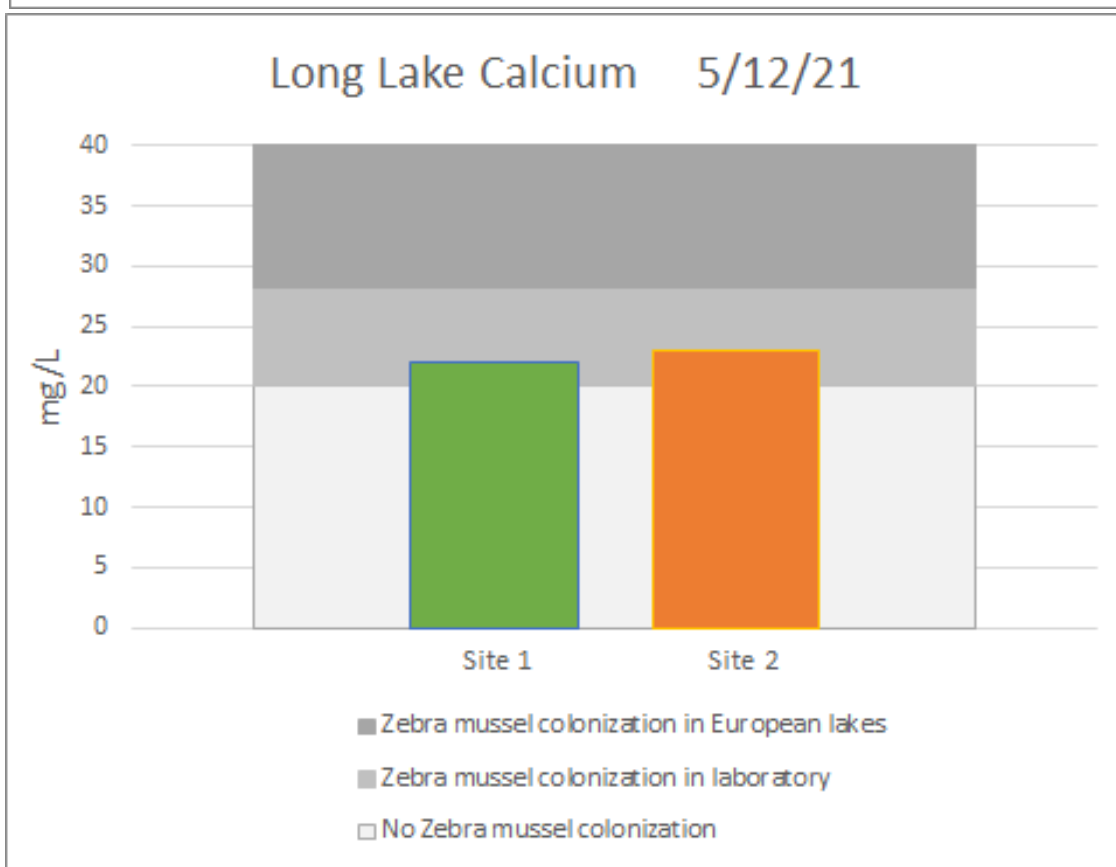 Long Lake Calcium 5/12/21
40
35
30
25
20
15
10
5
0
mg/L
Site 1 Site 2
Zebra mussel colonization in European lakes
Zebra mussel colonization in laboratory
No Zebra mussel colonization